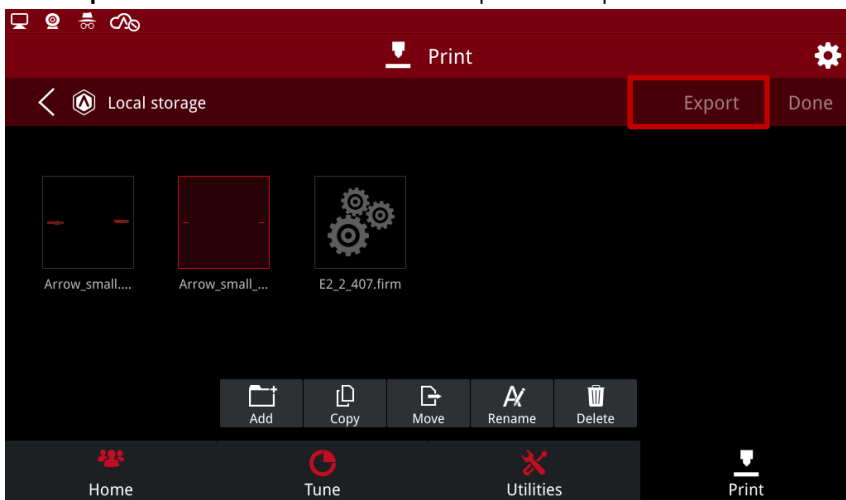 Print
Local storage
Export
Done
Arrow_small....
Arrow_small_...
E2_2_407.firm
Add
Copy
Move
Rename
Delete
Home
Tune
Utilities
Print